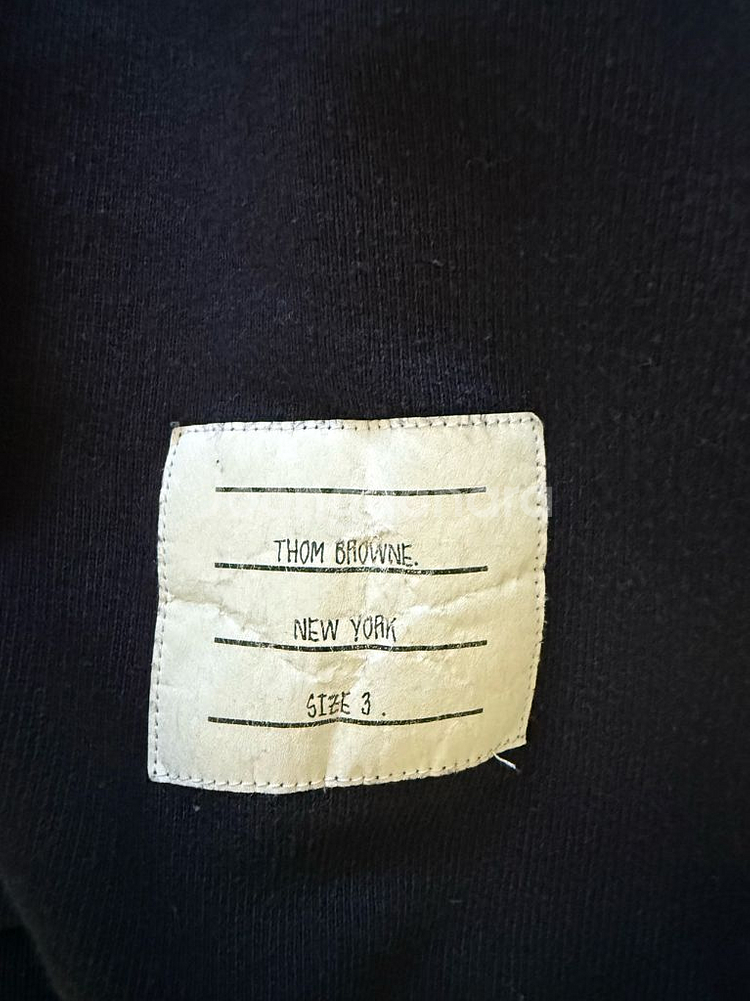 THOM BROWNE.
NEW YORK
SIZE 3 .